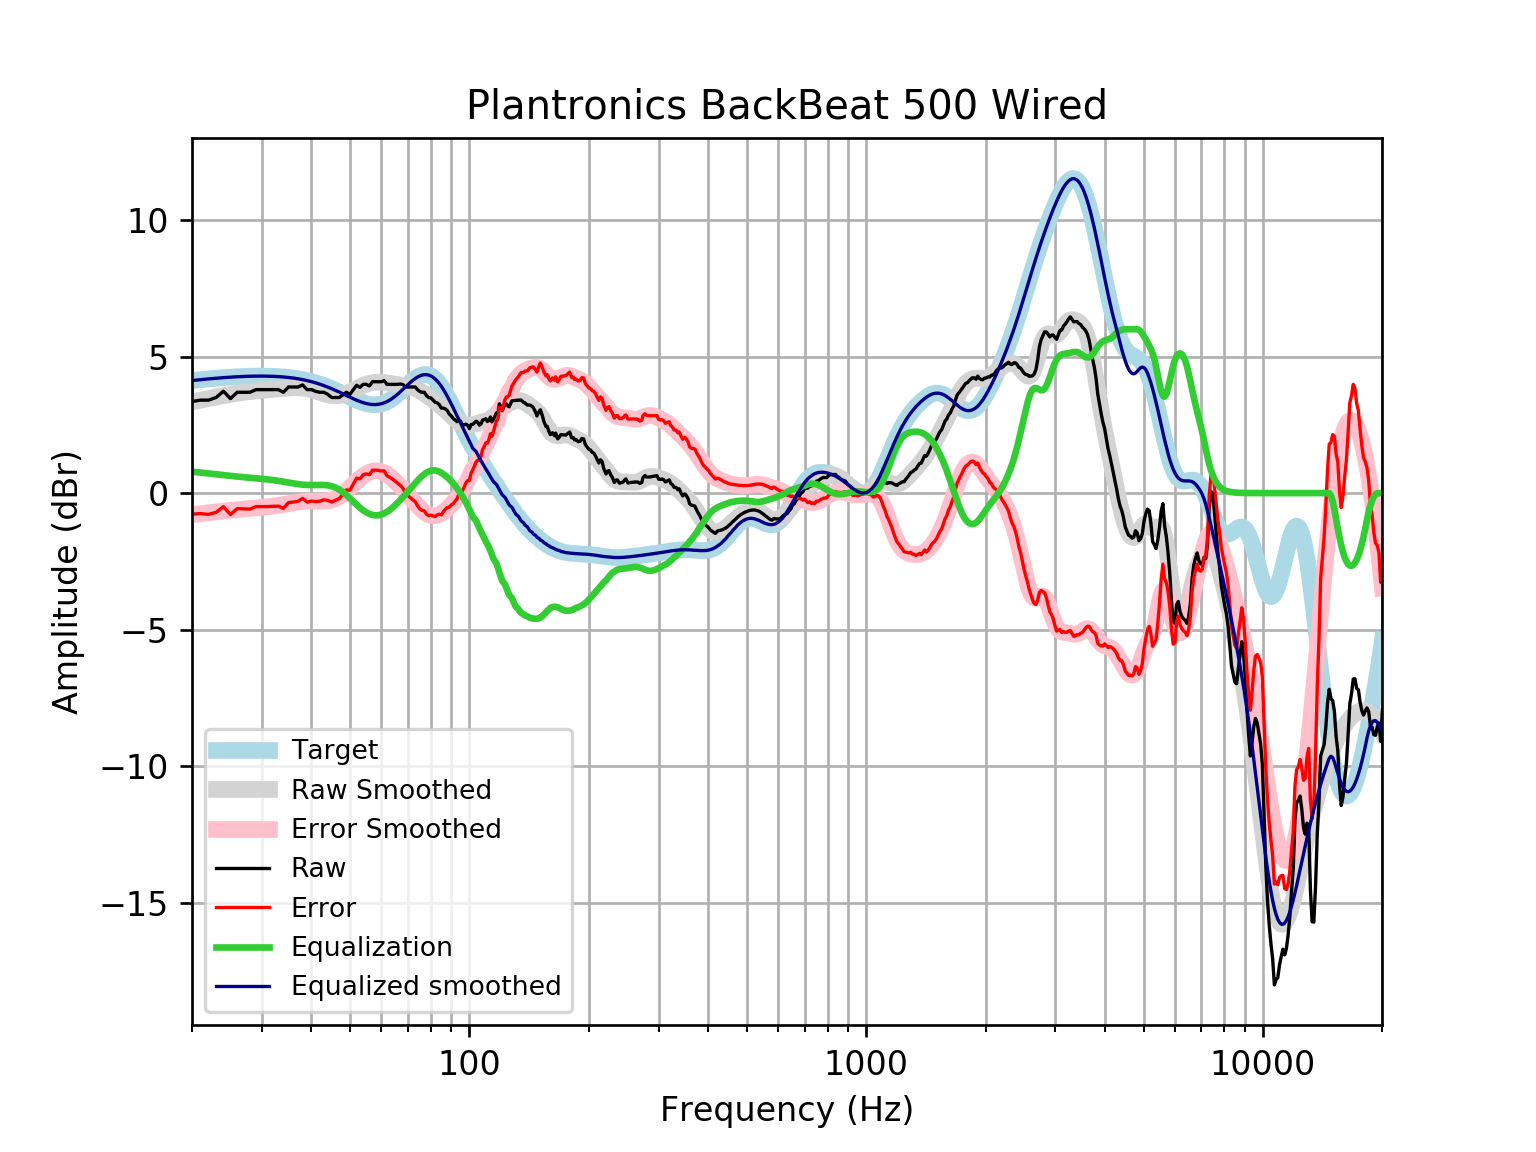 Plantronics BackBeat 500 Wired
Amplitude (dBr)
10
5
0
−5
−10
−15
Target
Raw Smoothed
Error Smoothed
Raw
Error
Equalization
Equalized smoothed
100
1000
10000
Frequency (Hz)